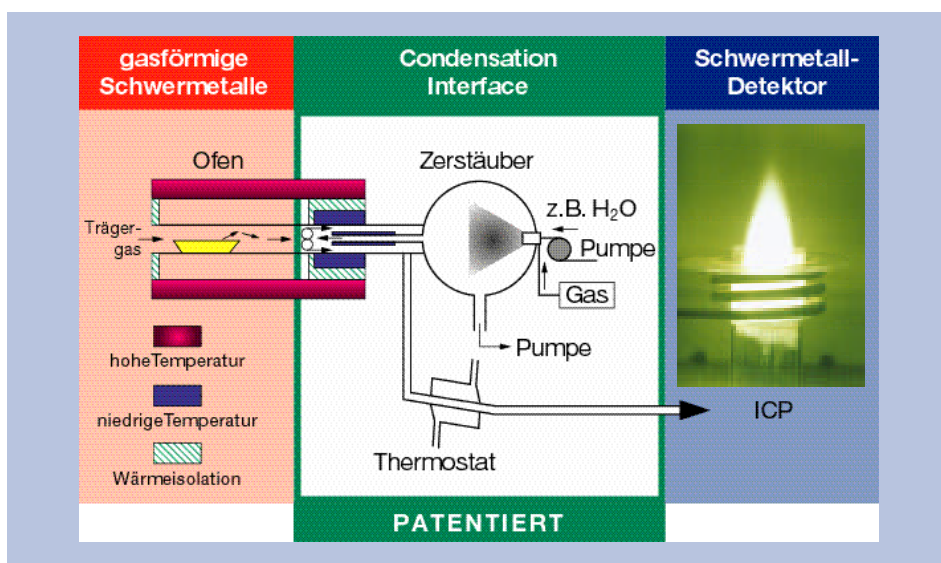 gasförmige
Schwermetalle
Condensation
Interface
Schwermetall-
Detektor
Ofen
Träger-
gas
hoheTemperatur
niedrigeTemperatur
Wärmeisolation
Zerstäuber
z.B. H₂O
Pumpe
Gas
Pumpe
Thermostat
ICP
PATENTIERT